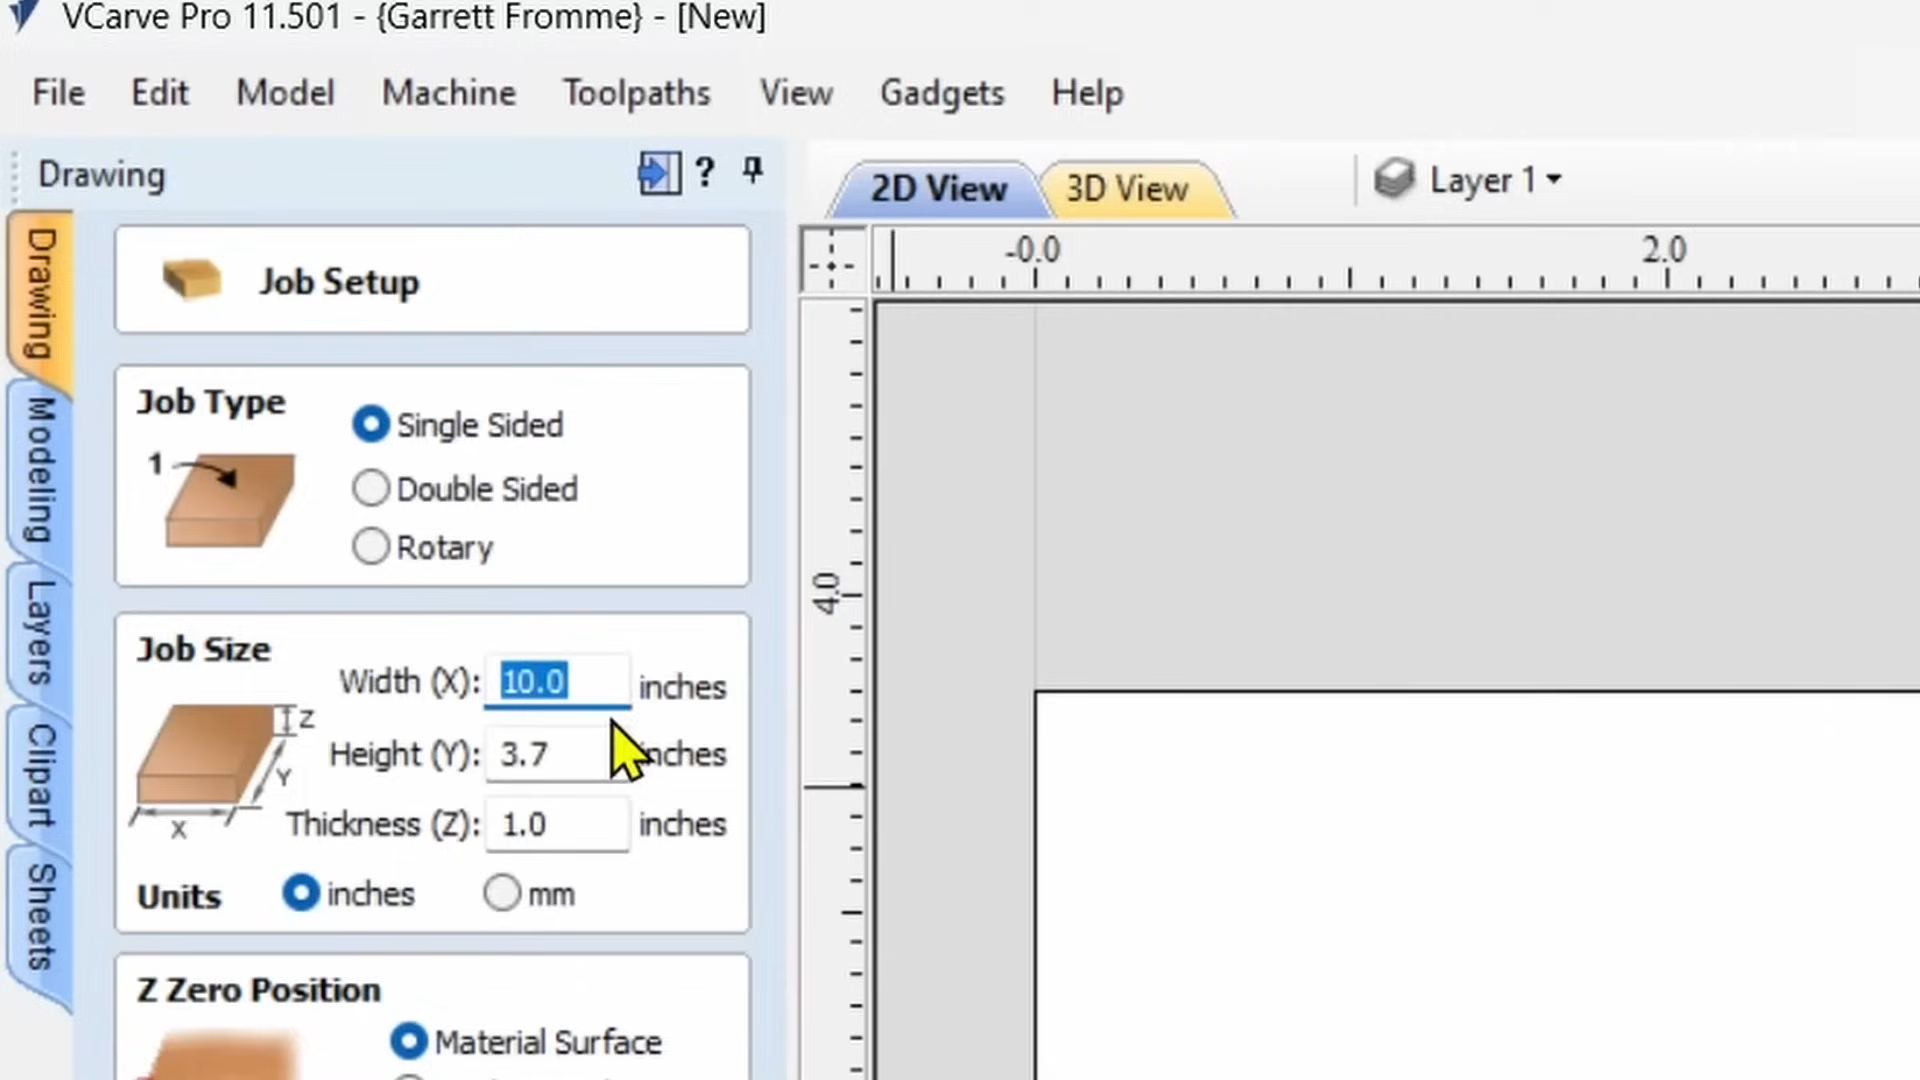 VCarve Pro 11.501 - {Garrett Fromme} - [New]
File Edit Model Machine Toolpaths View Gadgets Help
Drawing ?
2D View 3D View Layer 1
-0.0 2.0
Drawing
Modeling
Layers
Clipart
Sheets
Job Setup
Job Type
1
Single Sided
Double Sided
Rotary
4.0
Job Size
Width (X): 10.0 inches
Z
Height (Y): 3.7 inches
Y
Thickness (Z): 1.0 inches
X
Units inches mm
Z Zero Position
Material Surface